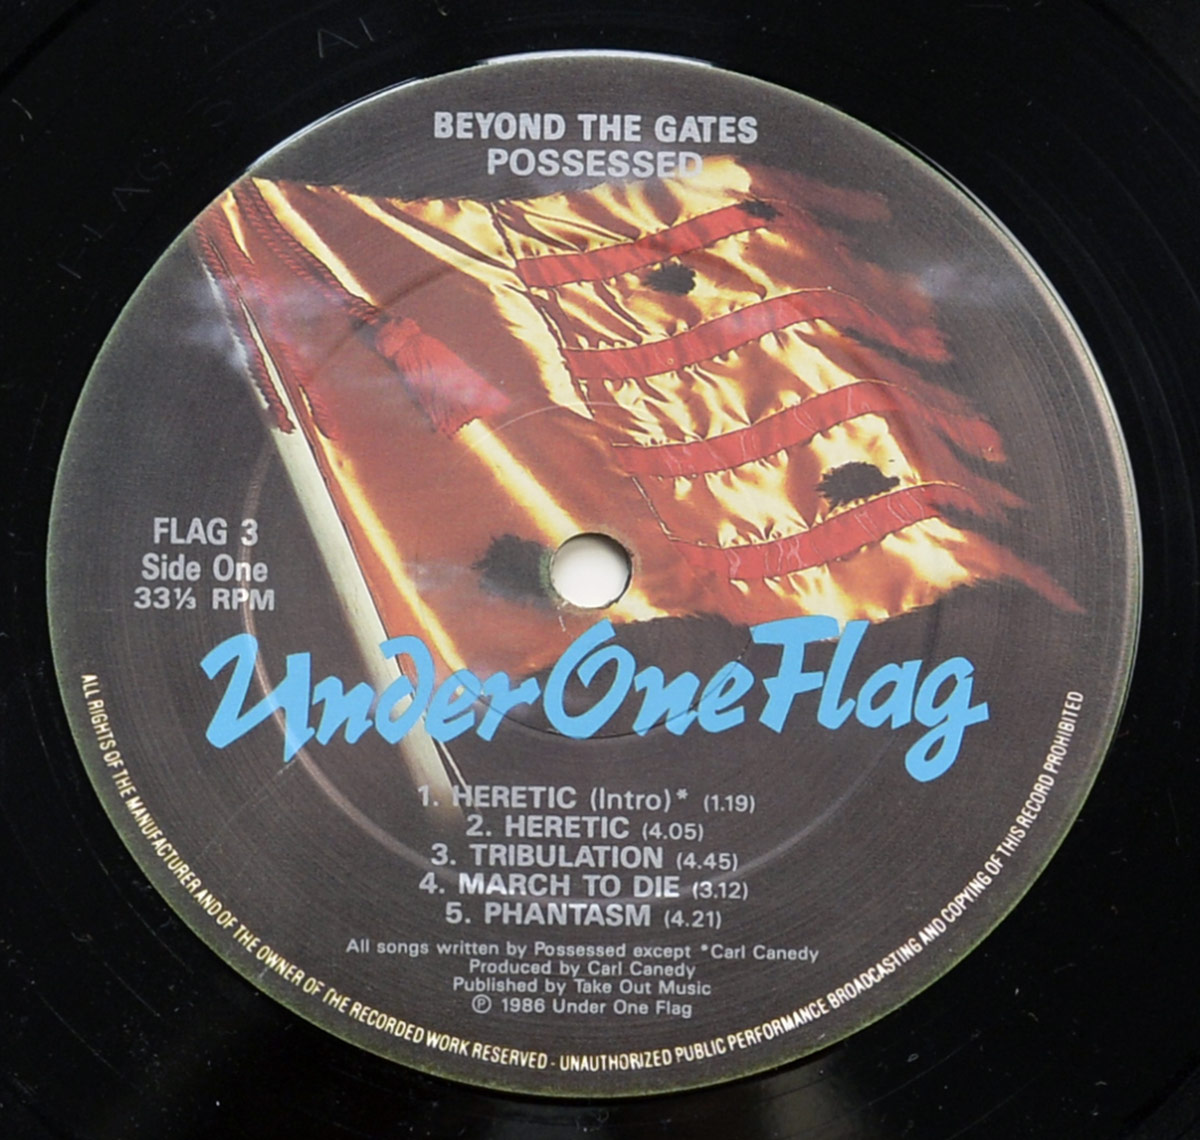 BEYOND THE GATES
POSSESSED
FLAG 3
Side One
33⅓ RPM
Under One Flag
1. HERETIC (Intro)* (1.19)
2. HERETIC (4.05)
3. TRIBULATION (4.45)
4. MARCH TO DIE (3.12)
5. PHANTASM (4.21)
All songs written by Possessed except *Carl Canedy
Produced by Carl Canedy
Published by Take Out Music
Ⓟ 1986 Under One Flag
ALL RIGHTS OF THE MANUFACTURER AND OF THE OWNER OF THE RECORDED WORK RESERVED - UNAUTHORIZED PUBLIC PERFORMANCE BROADCASTING AND COPYING OF THIS RECORD PROHIBITED